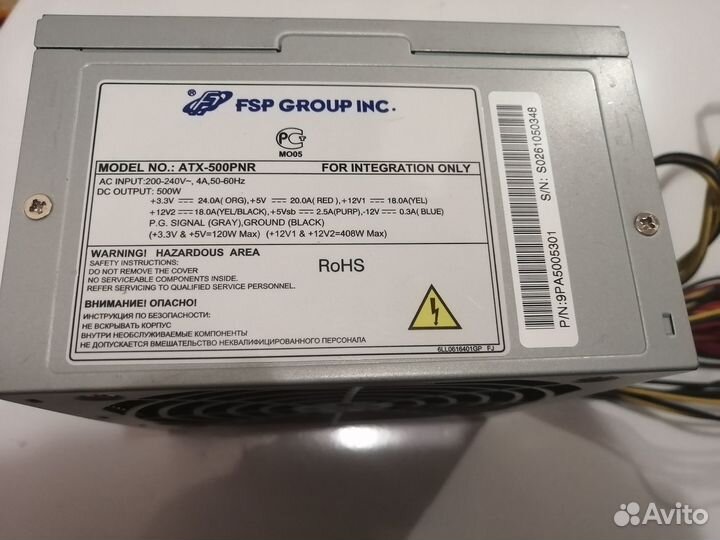 ® FSP GROUP INC.
PG
MO05
MODEL NO.: ATX-500PNR FOR INTEGRATION ONLY
AC INPUT:200-240V~, 4A,50-60Hz
DC OUTPUT: 500W
+3.3V ⎓ 24.0A( ORG), +5V ⎓ 20.0A( RED ), +12V1 ⎓ 18.0A(YEL)
+12V2 ⎓ 18.0A(YEL/BLACK), +5Vsb ⎓ 2.5A(PURP),-12V ⎓ 0.3A( BLUE)
P.G. SIGNAL (GRAY),GROUND (BLACK)
(+3.3V & +5V=120W Max) (+12V1 & +12V2=408W Max)
WARNING! HAZARDOUS AREA
SAFETY INSTRUCTIONS:
DO NOT REMOVE THE COVER
NO SERVICEABLE COMPONENTS INSIDE.
REFER SERVICING TO QUALIFIED SERVICE PERSONNEL.
RoHS
ВНИМАНИЕ! ОПАСНО!
ИНСТРУКЦИЯ ПО БЕЗОПАСНОСТИ:
НЕ ВСКРЫВАТЬ КОРПУС
ВНУТРИ НЕОБСЛУЖИВАЕМЫЕ КОМПОНЕНТЫ
НЕ ДОПУСКАЕТСЯ ВМЕШАТЕЛЬСТВО НЕКВАЛИФИЦИРОВАННОГО ПЕРСОНАЛА
6LL0616401GP FJ
P/N:9PA5005301 S/N: S0261050348
Avito